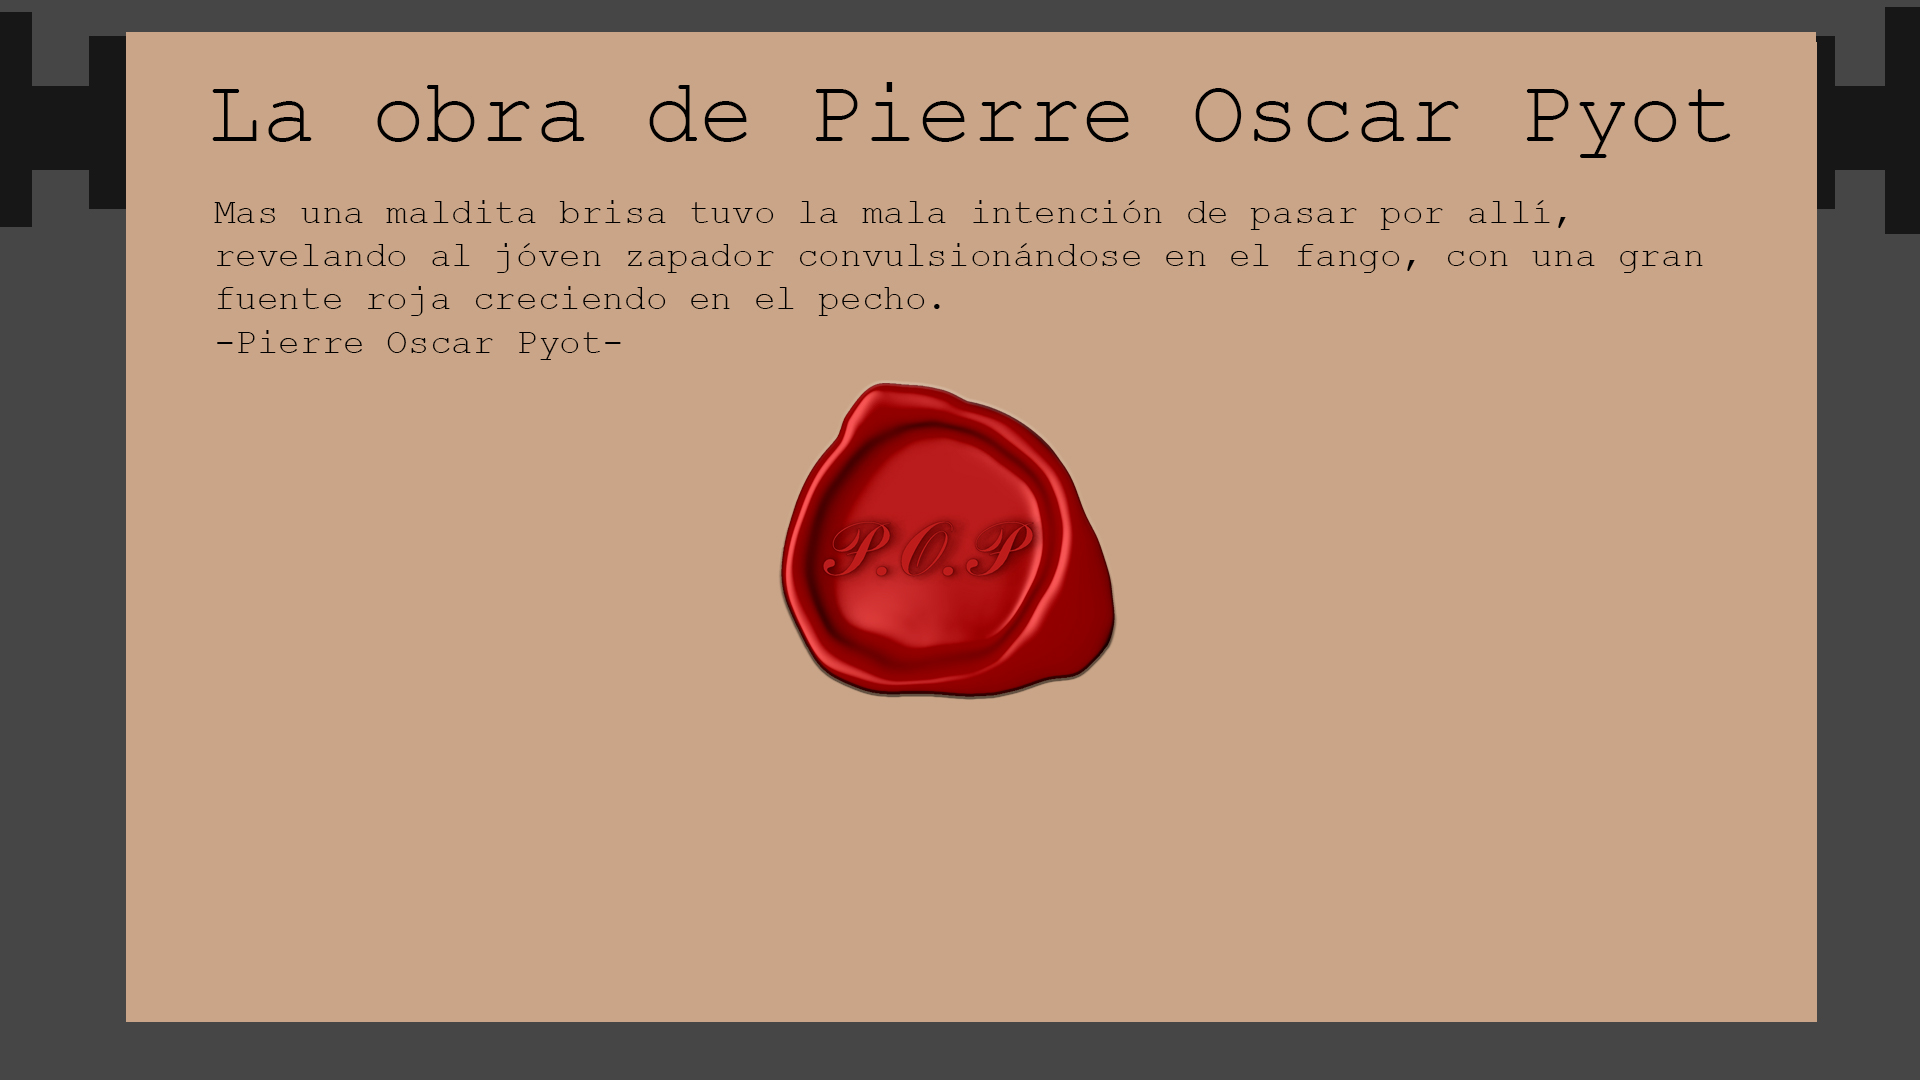 La obra de Pierre Oscar Pyot
Mas una maldita brisa tuvo la mala intención de pasar por allí,
revelando al jóven zapador convulsionándose en el fango, con una gran
fuente roja creciendo en el pecho.
-Pierre Oscar Pyot-
P.O.P